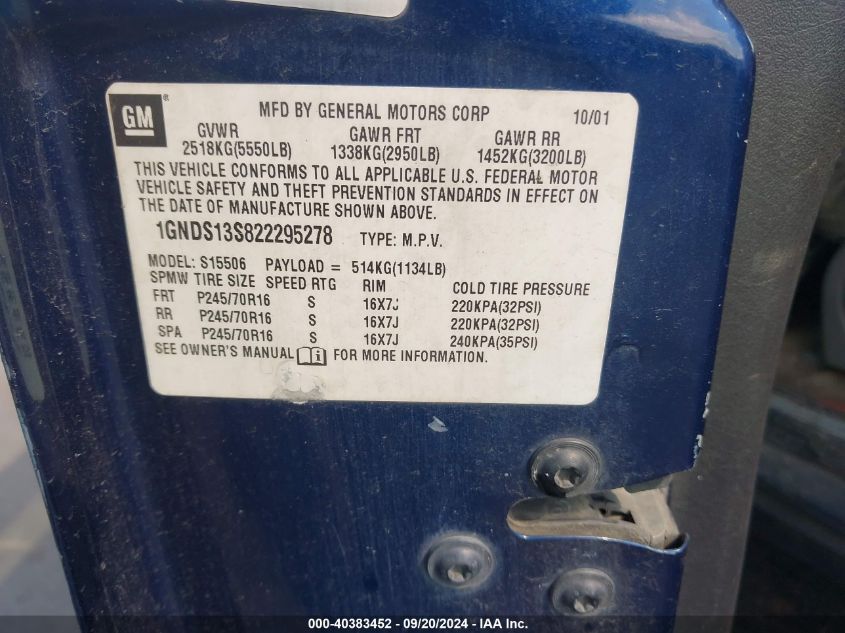 GM ®
MFD BY GENERAL MOTORS CORP 10/01
GVWR GAWR FRT GAWR RR
2518KG(5550LB) 1338KG(2950LB) 1452KG(3200LB)
THIS VEHICLE CONFORMS TO ALL APPLICABLE U.S. FEDERAL MOTOR
VEHICLE SAFETY AND THEFT PREVENTION STANDARDS IN EFFECT ON
THE DATE OF MANUFACTURE SHOWN ABOVE.
1GNDS13S822295278 TYPE: M.P.V.
MODEL: S15506 PAYLOAD = 514KG(1134LB)
SPMW TIRE SIZE SPEED RTG RIM COLD TIRE PRESSURE
FRT P245/70R16 S 16X7J 220KPA(32PSI)
RR P245/70R16 S 16X7J 220KPA(32PSI)
SPA P245/70R16 S 16X7J 240KPA(35PSI)
SEE OWNER'S MANUAL i FOR MORE INFORMATION.
000-40383452 - 09/20/2024 - IAA Inc.